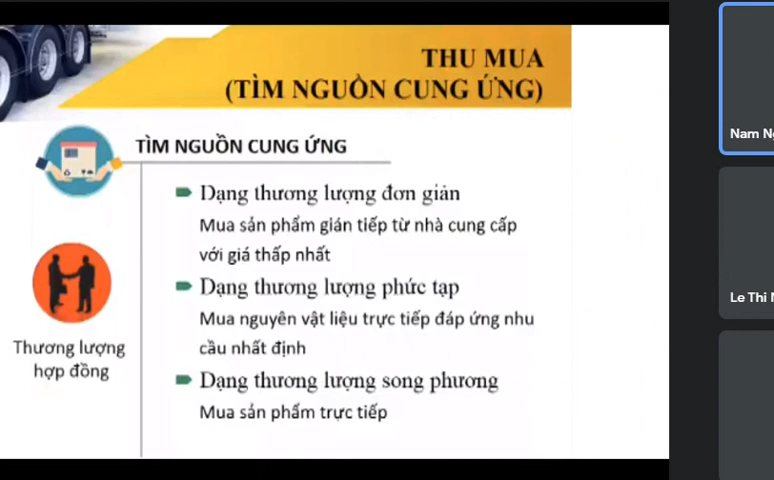 THU MUA
(TÌM NGUỒN CUNG ỨNG)
TÌM NGUỒN CUNG ỨNG
Dạng thương lượng đơn giản
Mua sản phẩm gián tiếp từ nhà cung cấp
với giá thấp nhất
Dạng thương lượng phức tạp
Mua nguyên vật liệu trực tiếp đáp ứng nhu
cầu nhất định
Dạng thương lượng song phương
Mua sản phẩm trực tiếp
Thương lượng
hợp đồng
Nam
Le Thi